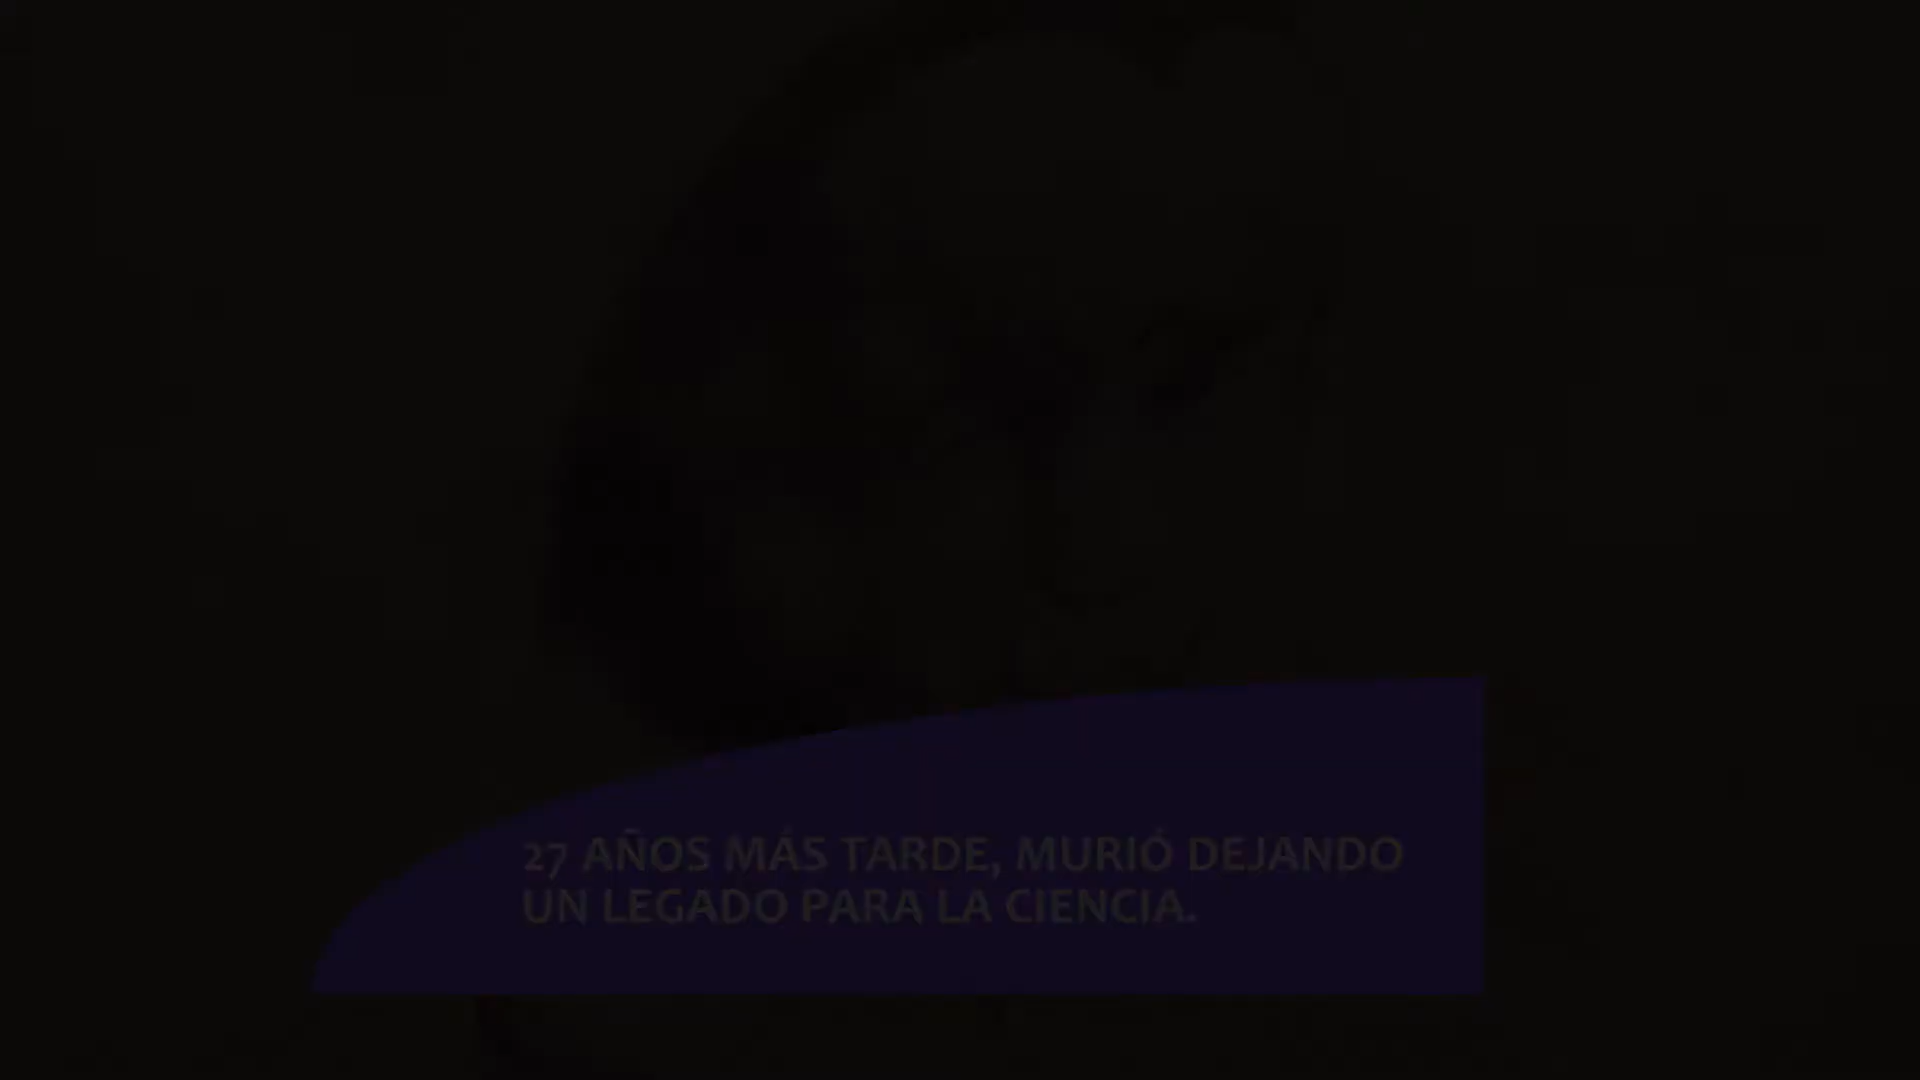 27 AÑOS MÁS TARDE, MURIÓ DEJANDO
UN LEGADO PARA LA CIENCIA.